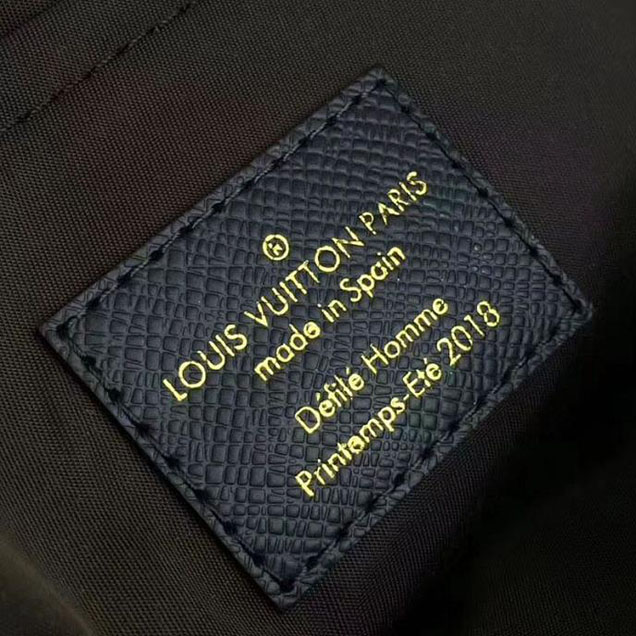 ®
LOUIS VUITTON PARIS
made in Spain
Défilé Homme
Printemps-Eté 2018